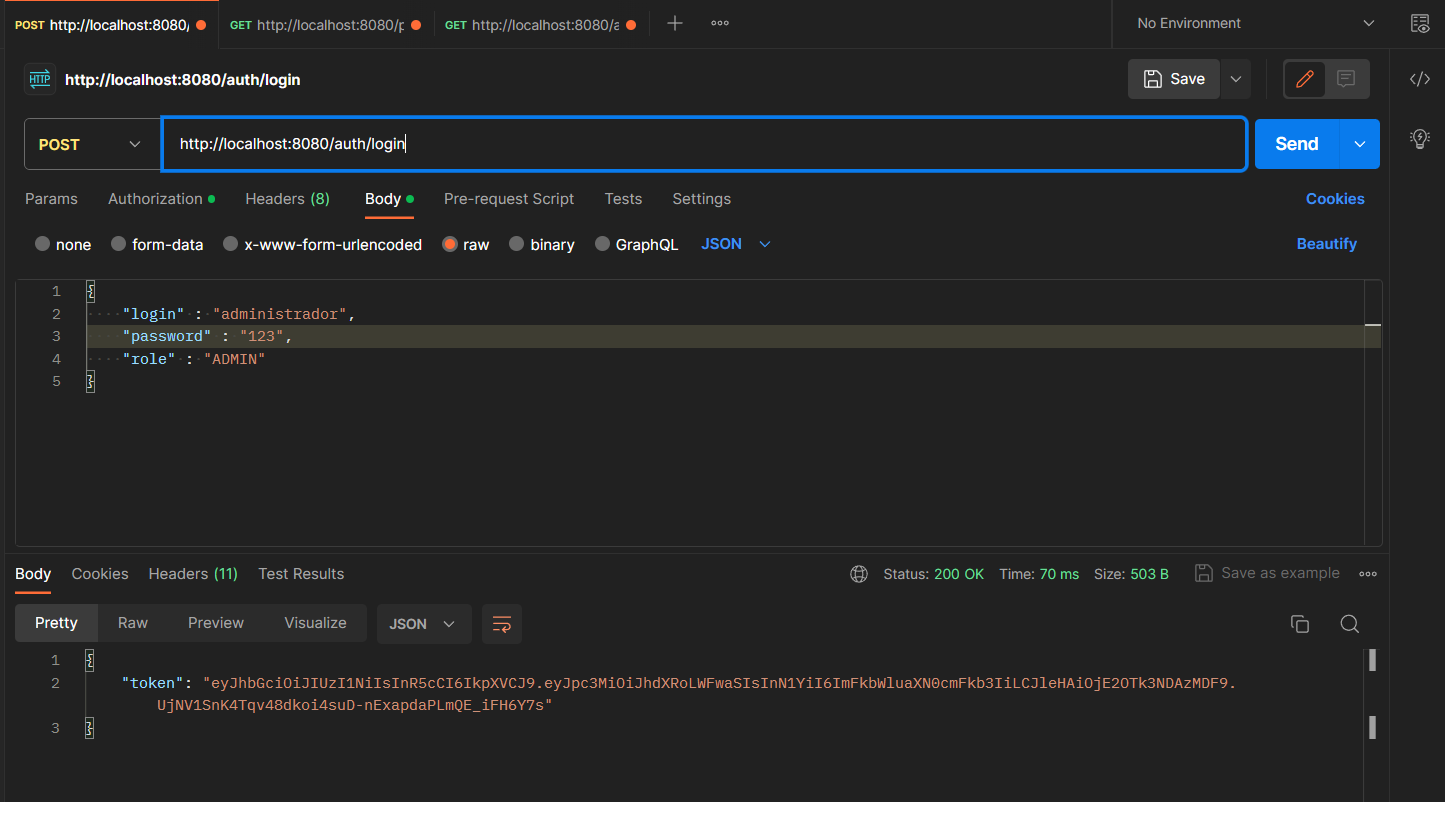 POST http://localhost:8080/ GET http://localhost:8080/p GET http://localhost:8080/a No Environment
HTTP http://localhost:8080/auth/login Save
POST http://localhost:8080/auth/login Send
Params Authorization Headers (8) Body Pre-request Script Tests Settings Cookies
none form-data x-www-form-urlencoded raw binary GraphQL JSON Beautify
1 {
2 "login" : "administrador",
3 "password" : "123",
4 "role" : "ADMIN"
5 }
Body Cookies Headers (11) Test Results Status: 200 OK Time: 70 ms Size: 503 B Save as example
Pretty Raw Preview Visualize JSON
1 {
2 "token": "eyJhbGciOiJIUzI1NiIsInR5cCI6IkpXVCJ9.eyJpc3MiOiJhdXRoLWFwaSIsInN1YiI6ImFkbWluaXN0cmFkb3IiLCJleHAiOjE2OTk3NDAzMDF9.
UjNV1SnK4Tqv48dkoi4suD-nExapdaPLmQE_iFH6Y7s"
3 }